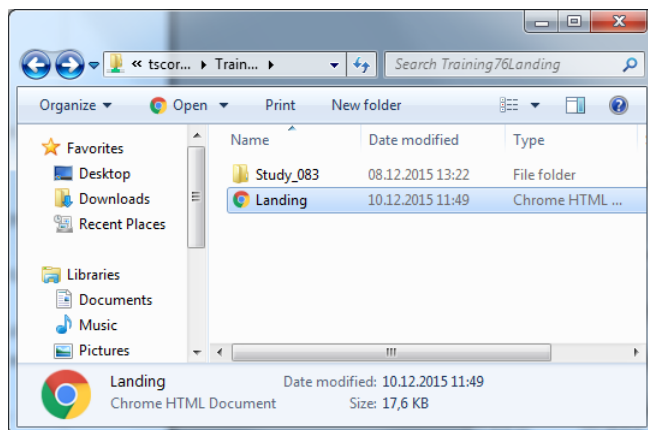 « tscor... Train... Search Training76Landing
Organize Open Print New folder
Favorites
Desktop
Downloads
Recent Places
Libraries
Documents
Music
Pictures
Name Date modified Type
Study_083 08.12.2015 13:22 File folder
Landing 10.12.2015 11:49 Chrome HTML ...
Landing Date modified: 10.12.2015 11:49
Chrome HTML Document Size: 17,6 KB